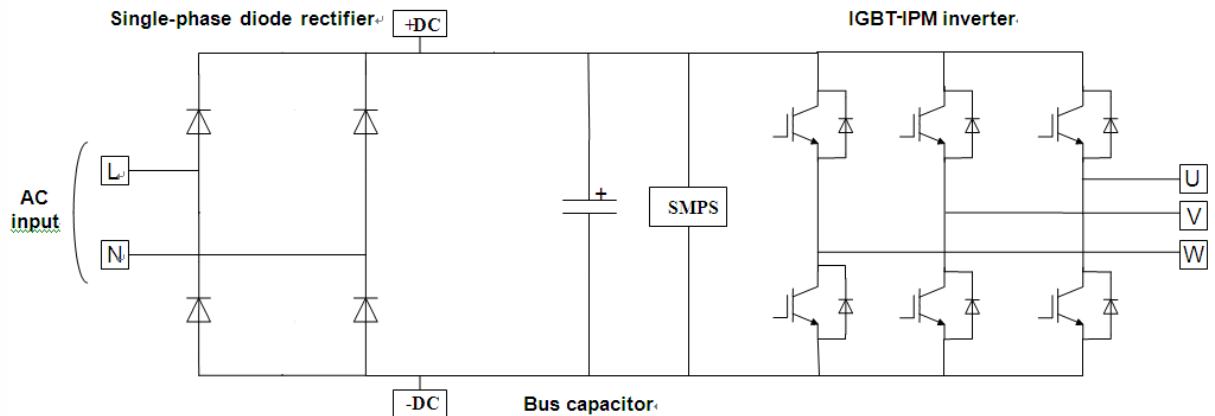 Single-phase diode rectifier
+DC
IGBT-IPM inverter
L
AC
input
N
+
SMPS
U
V
W
-DC
Bus capacitor